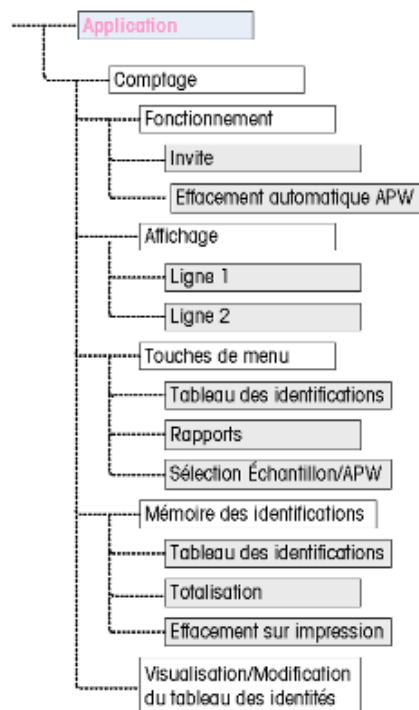 Application
Comptage
Fonctionnement
Invite
Effacement automatique APW
Affichage
Ligne 1
Ligne 2
Touches de menu
Tableau des identifications
Rapports
Sélection Échantillon/APW
Mémoire des identifications
Tableau des identifications
Totalisation
Effacement sur impression
Visualisation/Modification
du tableau des identités